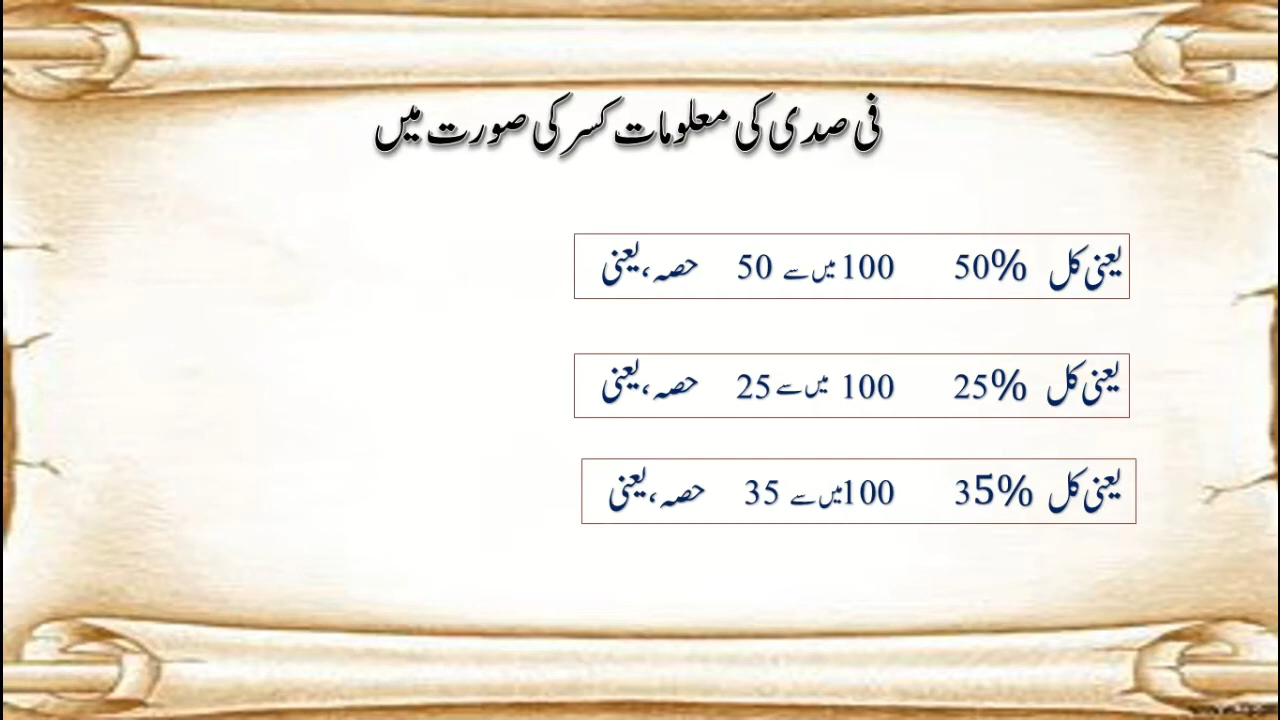 فی صدی کی معلومات کسر کی صورت میں
یعنی کل 50% 100 میں سے 50 حصہ، یعنی
یعنی کل 25% 100 میں سے 25 حصہ، یعنی
یعنی کل 35% 100 میں سے 35 حصہ، یعنی